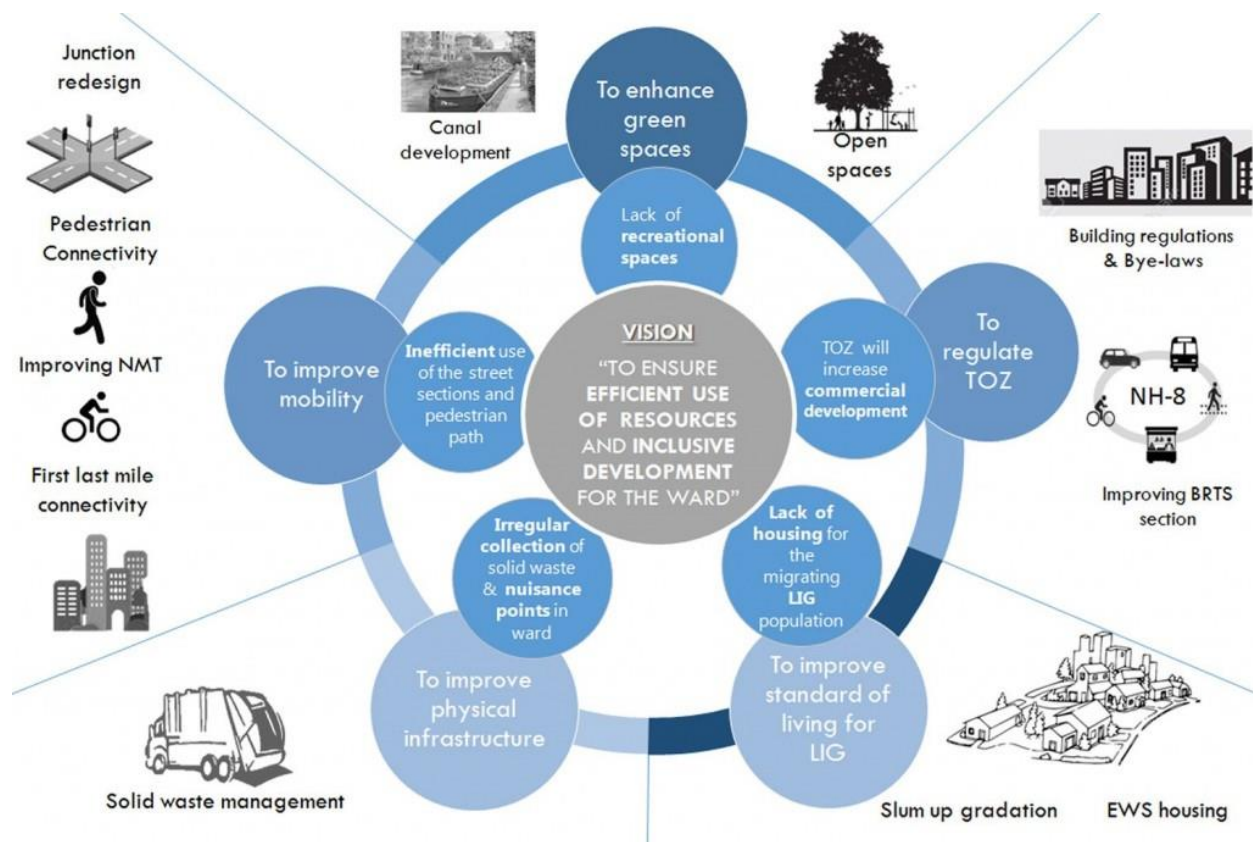 Junction
redesign
Pedestrian
Connectivity
Improving NMT
First last mile
connectivity
Canal
development
To enhance
green
spaces
Open
spaces
Lack of
recreational
spaces
Building regulations
& Bye-laws
To improve
mobility
Inefficient use
of the street
sections and
pedestrian
path
VISION
"TO ENSURE
EFFICIENT USE
OF RESOURCES
AND INCLUSIVE
DEVELOPMENT
FOR THE WARD"
TOZ will
increase
commercial
development
To
regulate
TOZ
NH-8
Improving BRTS
section
Irregular
collection of
solid waste
& nuisance
points in
ward
Lack of
housing for
the
migrating
LIG
population
To improve
physical
infrastructure
To improve
standard of
living for
LIG
Solid waste management
Slum up gradation
EWS housing